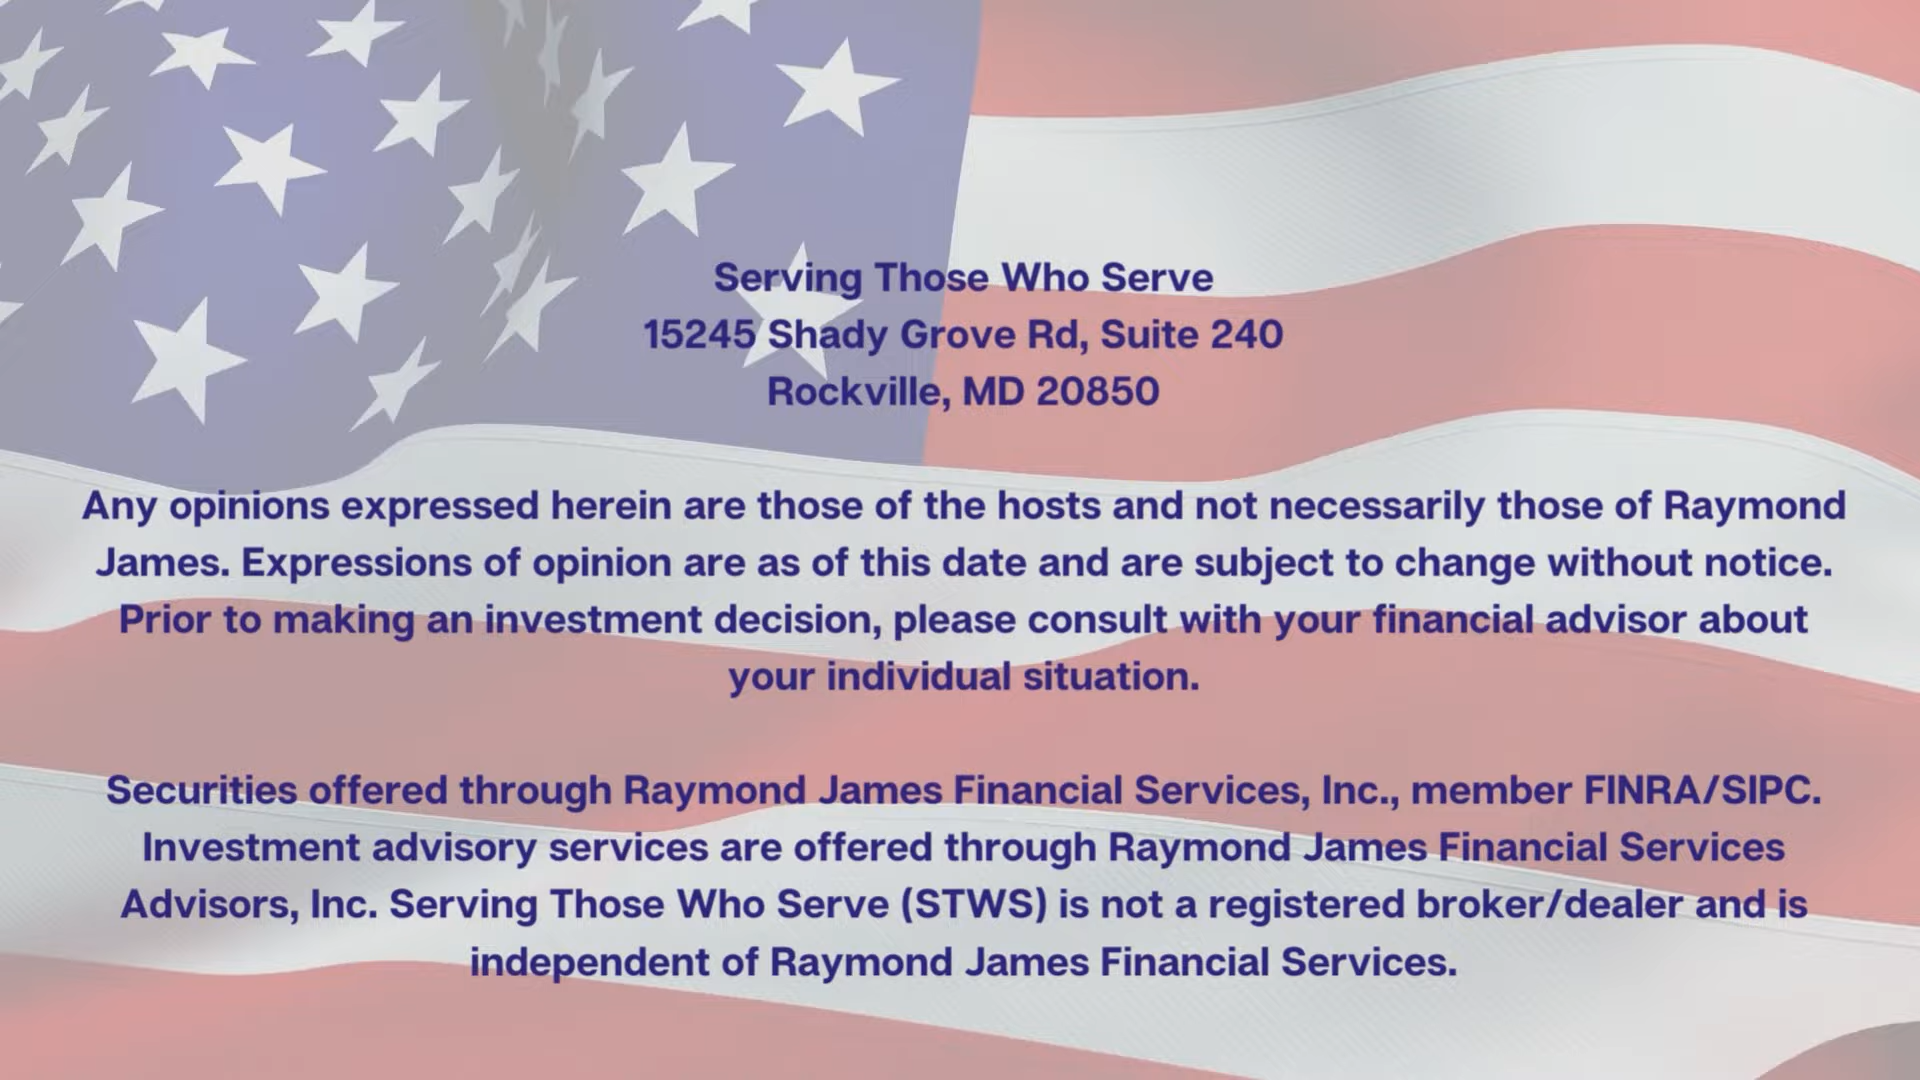 Serving Those Who Serve
15245 Shady Grove Rd, Suite 240
Rockville, MD 20850
Any opinions expressed herein are those of the hosts and not necessarily those of Raymond
James. Expressions of opinion are as of this date and are subject to change without notice.
Prior to making an investment decision, please consult with your financial advisor about
your individual situation.
Securities offered through Raymond James Financial Services, Inc., member FINRA/SIPC.
Investment advisory services are offered through Raymond James Financial Services
Advisors, Inc. Serving Those Who Serve (STWS) is not a registered broker/dealer and is
independent of Raymond James Financial Services.